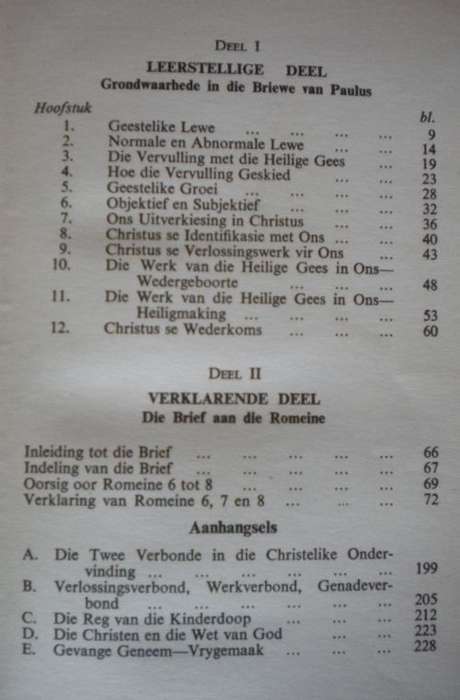 DEEL I
LEERSTELLIGE DEEL
Grondwaarhede in die Briewe van Paulus
Hoofstuk bl.
1. Geestelike Lewe ... ... ... ... 9
2. Normale en Abnormale Lewe ... ... 14
3. Die Vervulling met die Heilige Gees ... 19
4. Hoe die Vervulling Geskied ... ... 23
5. Geestelike Groei ... ... ... ... 28
6. Objektief en Subjektief ... ... ... 32
7. Ons Uitverkiesing in Christus ... ... 36
8. Christus se Identifikasie met Ons ... ... 40
9. Christus se Verlossingswerk vir Ons ... 43
10. Die Werk van die Heilige Gees in Ons—
Wedergeboorte ... ... ... 48
11. Die Werk van die Heilige Gees in Ons—
Heiligmaking ... ... ... ... 53
12. Christus se Wederkoms ... ... ... 60
DEEL II
VERKLARENDE DEEL
Die Brief aan die Romeine
Inleiding tot die Brief ... ... ... ... 66
Indeling van die Brief ... ... ... ... 67
Oorsig oor Romeine 6 tot 8 ... ... ... 69
Verklaring van Romeine 6, 7 en 8 ... ... ... 72
Aanhangsels
A. Die Twee Verbonde in die Christelike Onder-
vinding ... ... ... ... ... ... 199
B. Verlossingsverbond, Werkverbond, Genadever-
bond ... ... ... ... ... ... 205
C. Die Reg van die Kinderdoop ... ... ... 212
D. Die Christen en die Wet van God ... ... 223
E. Gevange Geneem—Vrygemaak ... ... ... 228